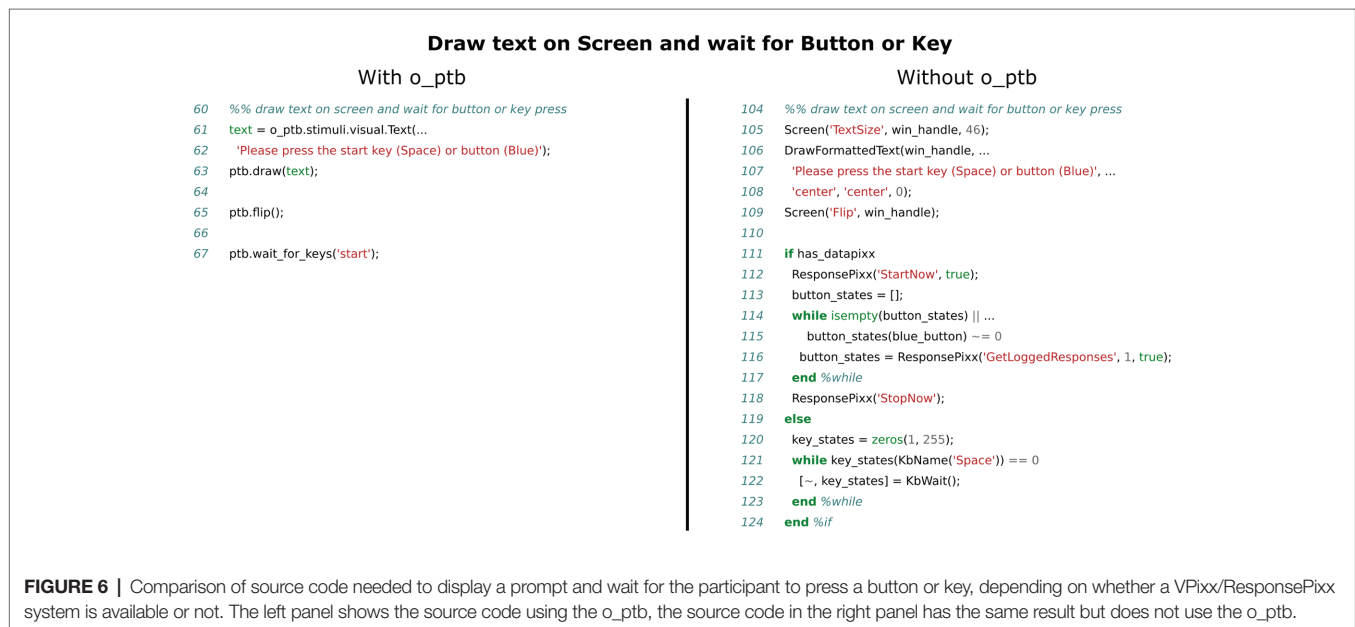 Draw text on Screen and wait for Button or Key
With o_ptb
60 %% draw text on screen and wait for button or key press
61 text = o_ptb.stimuli.visual.Text(...
62 'Please press the start key (Space) or button (Blue)');
63 ptb.draw(text);
64
65 ptb.flip();
66
67 ptb.wait_for_keys('start');
Without o_ptb
104 %% draw text on screen and wait for button or key press
105 Screen('TextSize', win_handle, 46);
106 DrawFormattedText(win_handle, ...
107 'Please press the start key (Space) or button (Blue)', ...
108 'center', 'center', 0);
109 Screen('Flip', win_handle);
110
111 if has_datapixx
112 ResponsePixx('StartNow', true);
113 button_states = [];
114 while isempty(button_states) || ...
115 button_states(blue_button) ~= 0
116 button_states = ResponsePixx('GetLoggedResponses', 1, true);
117 end %while
118 ResponsePixx('StopNow');
119 else
120 key_states = zeros(1, 255);
121 while key_states(KbName('Space')) == 0
122 [~, key_states] = KbWait();
123 end %while
124 end %if
FIGURE 6 | Comparison of source code needed to display a prompt and wait for the participant to press a button or key, depending on whether a VPixx/ResponsePixx
system is available or not. The left panel shows the source code using the o_ptb, the source code in the right panel has the same result but does not use the o_ptb.